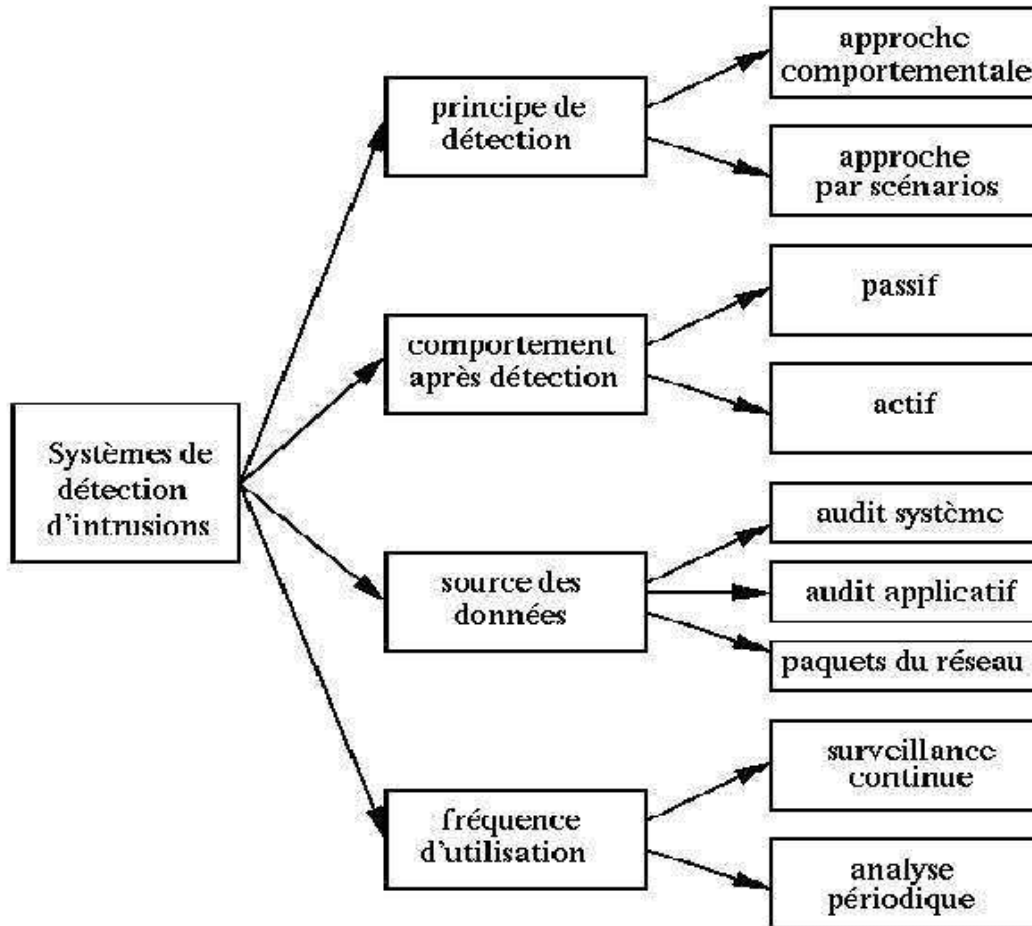 approche
comportementale
principe de
détection
approche
par scénarios
passif
comportement
après détection
actif
Systèmes de
détection
d'intrusions
audit système
source des
données
audit applicatif
paquets du réseau
surveillance
continue
fréquence
d'utilisation
analyse
périodique